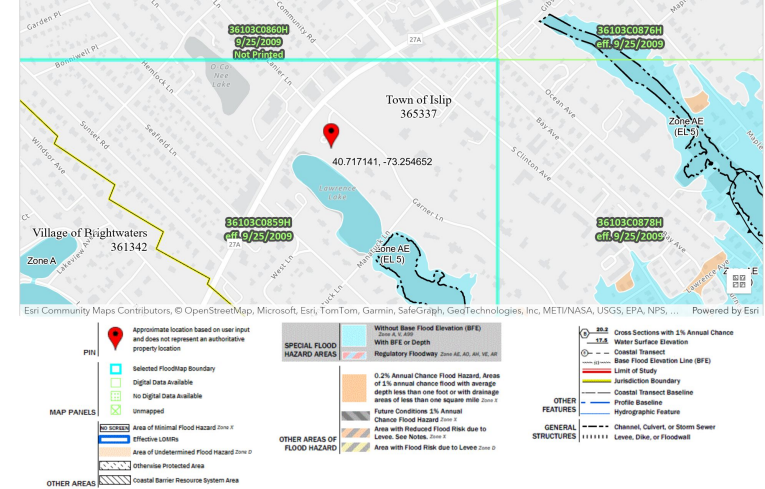 Garden Pl
Bonniwell Pl
Hemlock Ln
Community Rd
36103C0860H
9/25/2009
Not Printed
Lanier Ln
27A
O-Co-
Nee
Lake
36103C0876H
eff. 9/25/2009
Town of Islip
365337
Ocean Ave
Bay Ave
S Clinton Ave
Zone AE
(EL 5)
Maple
Sunset Rd
Seafield Ln
Windsor Ave
40.717141, -73.254652
Lawrence
Lake
Garner Ln
36103C0859H
eff. 9/25/2009
27A
36103C0878H
eff. 9/25/2009
Bay Ave
Village of Brightwaters
361342
Ct
Lakeview Ave
Zone A
West Ln
Manatuck Ln
Zone AE
(EL 5)
Lawrence Ave
Esri Community Maps Contributors, © OpenStreetMap, Microsoft, Esri, TomTom, Garmin, SafeGraph, GeoTechnologies, Inc, METI/NASA, USGS, EPA, NPS, ... Powered by Esri
PIN
Approximate location based on user input
and does not represent an authoritative
property location
MAP PANELS
Selected FloodMap Boundary
Digital Data Available
No Digital Data Available
Unmapped
OTHER AREAS
NO SCREEN Area of Minimal Flood Hazard Zone X
Effective LOMRs
Area of Undetermined Flood Hazard Zone D
Otherwise Protected Area
Coastal Barrier Resource System Area
SPECIAL FLOOD
HAZARD AREAS
Without Base Flood Elevation (BFE)
Zone A, V, A99
With BFE or Depth
Regulatory Floodway Zone AE, AO, AH, VE, AR
OTHER AREAS OF
FLOOD HAZARD
0.2% Annual Chance Flood Hazard, Areas
of 1% annual chance flood with average
depth less than one foot or with drainage
areas of less than one square mile Zone X
Future Conditions 1% Annual
Chance Flood Hazard Zone X
Area with Reduced Flood Risk due to
Levee. See Notes. Zone X
Area with Flood Risk due to Levee Zone D
OTHER
FEATURES
20.2 Cross Sections with 1% Annual Chance
17.5 Water Surface Elevation
Coastal Transect
Base Flood Elevation Line (BFE)
Limit of Study
Jurisdiction Boundary
Coastal Transect Baseline
Profile Baseline
Hydrographic Feature
GENERAL
STRUCTURES
Channel, Culvert, or Storm Sewer
Levee, Dike, or Floodwall